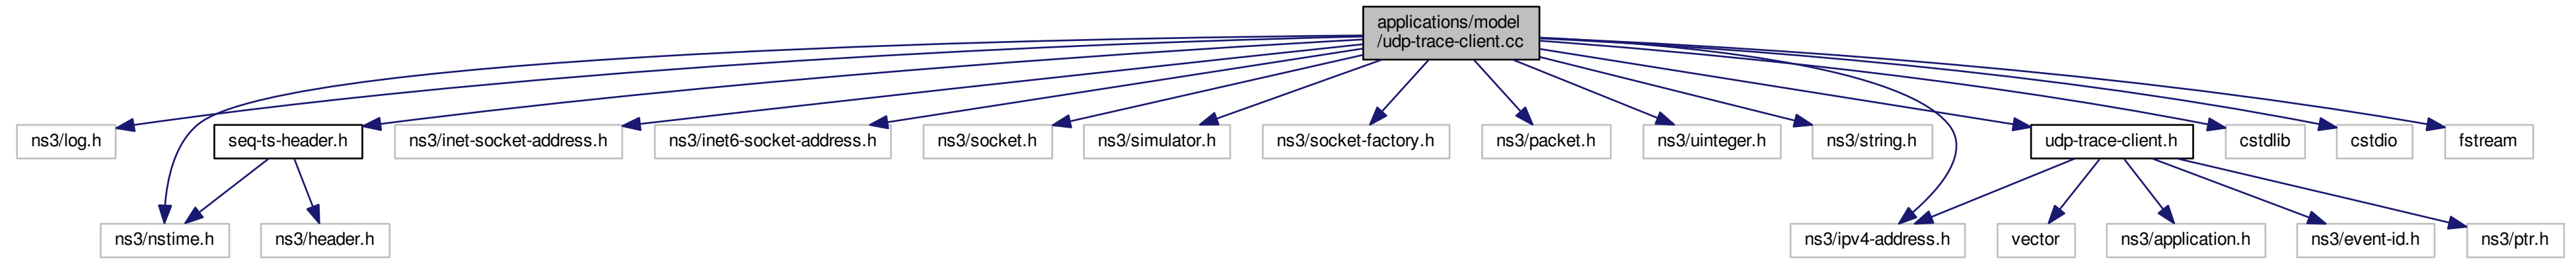 applications/model
/udp-trace-client.cc
ns3/log.h
seq-ts-header.h
ns3/inet-socket-address.h
ns3/inet6-socket-address.h
ns3/socket.h
ns3/simulator.h
ns3/socket-factory.h
ns3/packet.h
ns3/uinteger.h
ns3/string.h
udp-trace-client.h
cstdlib
cstdio
fstream
ns3/nstime.h
ns3/header.h
ns3/ipv4-address.h
vector
ns3/application.h
ns3/event-id.h
ns3/ptr.h